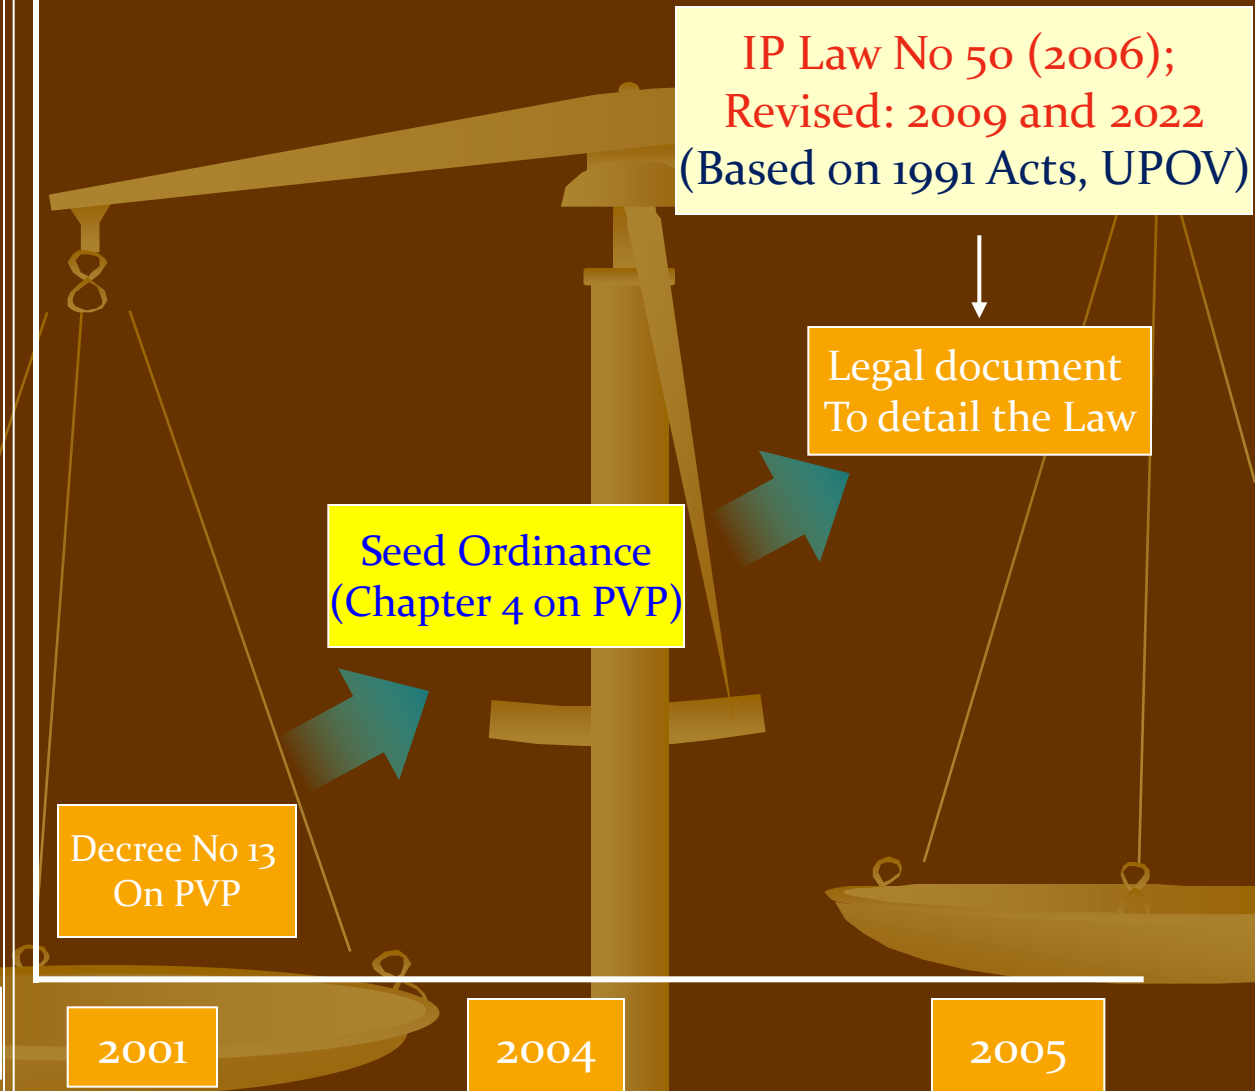 IP Law No 50 (2006);
Revised: 2009 and 2022
(Based on 1991 Acts, UPOV)
Legal document
To detail the Law
Seed Ordinance
(Chapter 4 on PVP)
Decree No 13
On PVP
2001
2004
2005